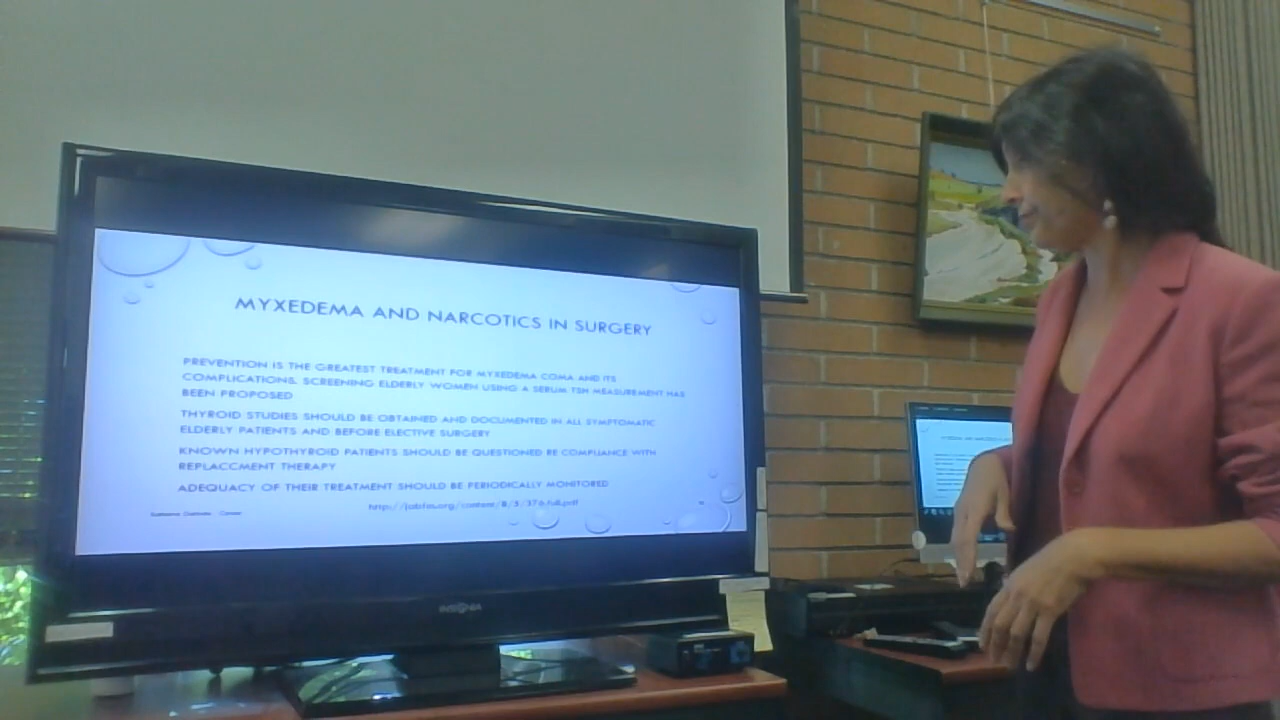 MYXEDEMA AND NARCOTICS IN SURGERY
PREVENTION IS THE GREATEST TREATMENT FOR MYXEDEMA COMA AND ITS
COMPLICATIONS. SCREENING ELDERLY WOMEN USING A SERUM TSH MEASUREMENT HAS
BEEN PROPOSED
THYROID STUDIES SHOULD BE OBTAINED AND DOCUMENTED IN ALL SYMPTOMATIC
ELDERLY PATIENTS AND BEFORE ELECTIVE SURGERY
KNOWN HYPOTHYROID PATIENTS SHOULD BE QUESTIONED RE COMPLIANCE WITH
REPLACCMENT THERAPY
ADEQUACY OF THEIR TREATMENT SHOULD BE PERIODICALLY MONITORED
INSIGNIA